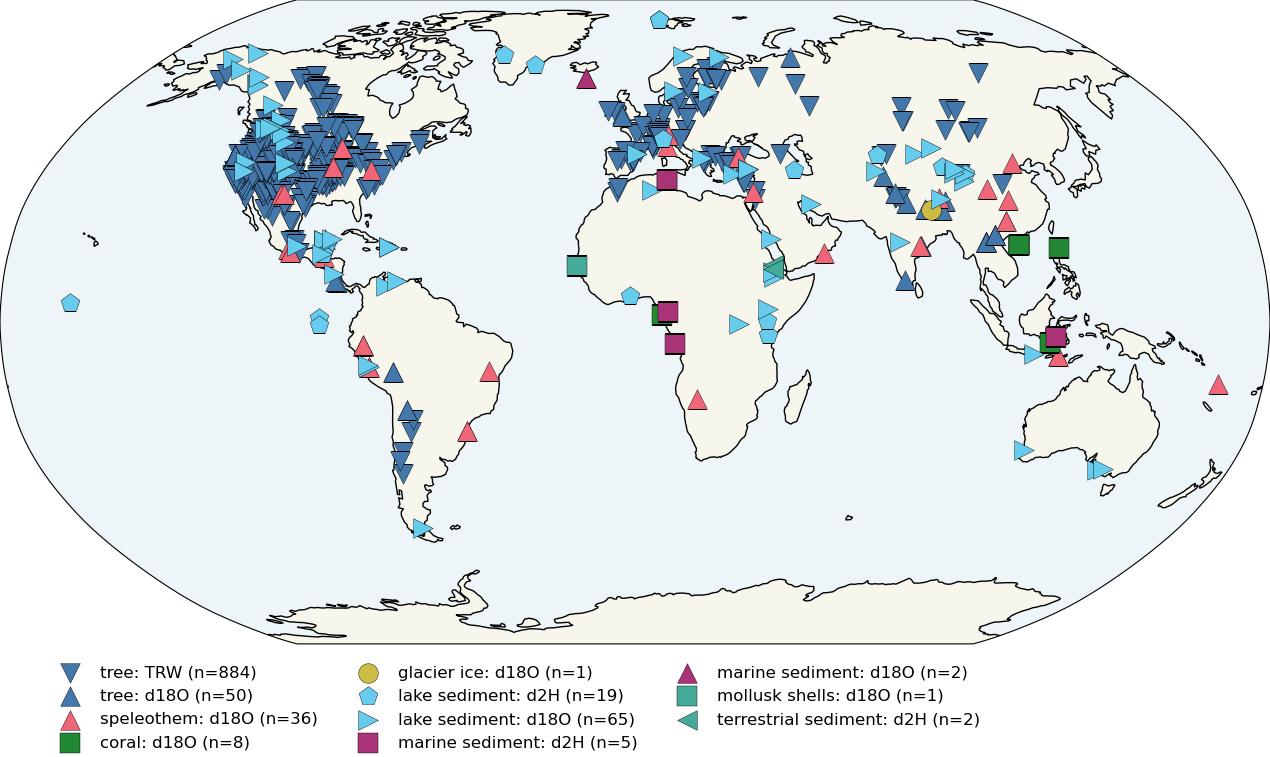 tree: TRW (n=884)
tree: d18O (n=50)
speleothem: d18O (n=36)
coral: d18O (n=8)
glacier ice: d18O (n=1)
lake sediment: d2H (n=19)
lake sediment: d18O (n=65)
marine sediment: d2H (n=5)
marine sediment: d18O (n=2)
mollusk shells: d18O (n=1)
terrestrial sediment: d2H (n=2)